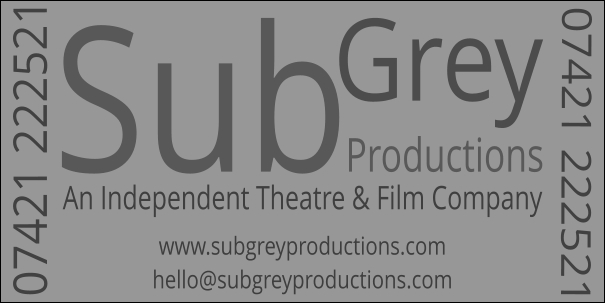 07421 222521
Sub
Grey
Productions
An Independent Theatre & Film Company
www.subgreyproductions.com
hello@subgreyproductions.com
07421 222521